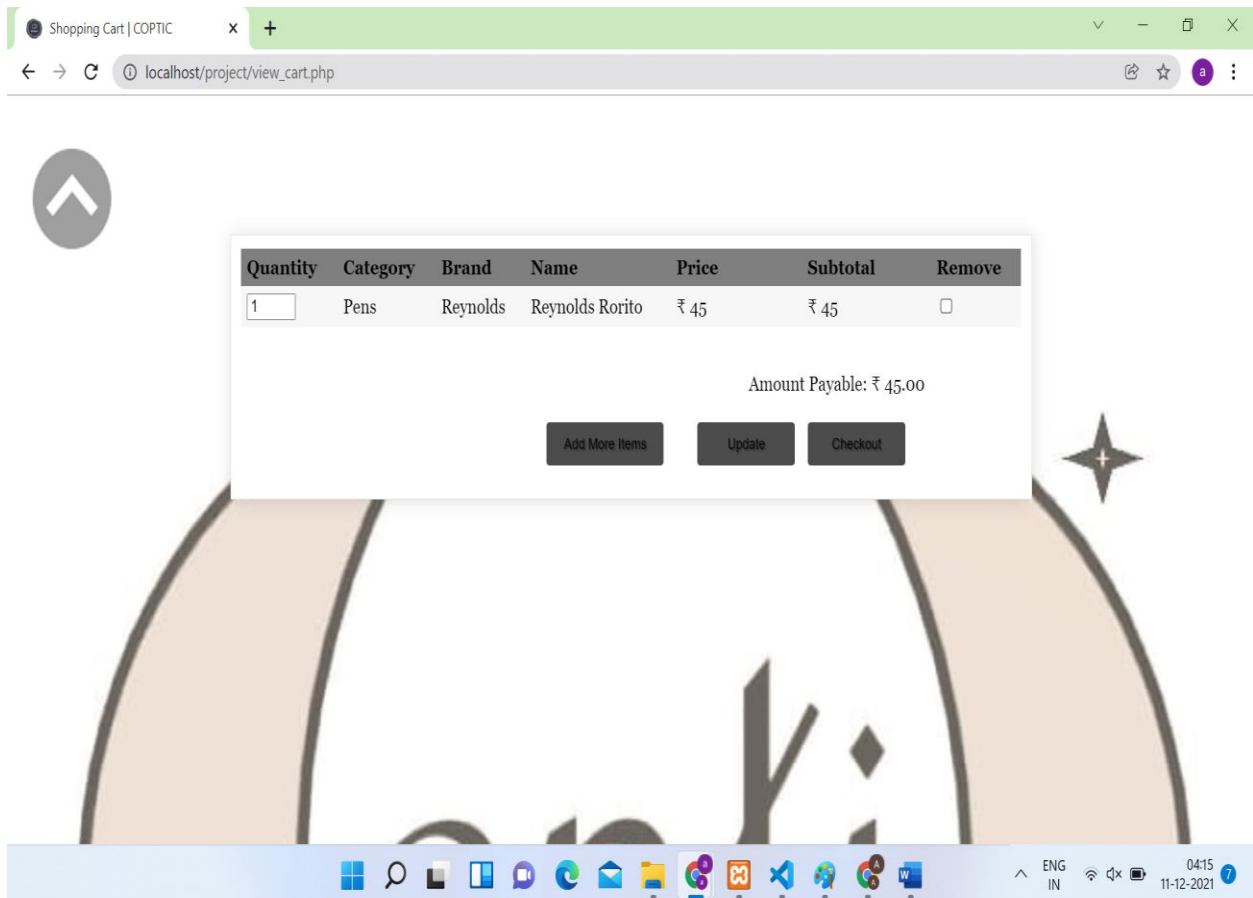 Shopping Cart | COPTIC
localhost/project/view_cart.php
a
Quantity Category Brand Name Price Subtotal Remove
1 Pens Reynolds Reynolds Rorito ₹ 45 ₹ 45
Amount Payable: ₹ 45.00
Add More Items Update Checkout
ENG 04:15
IN 11-12-2021 7